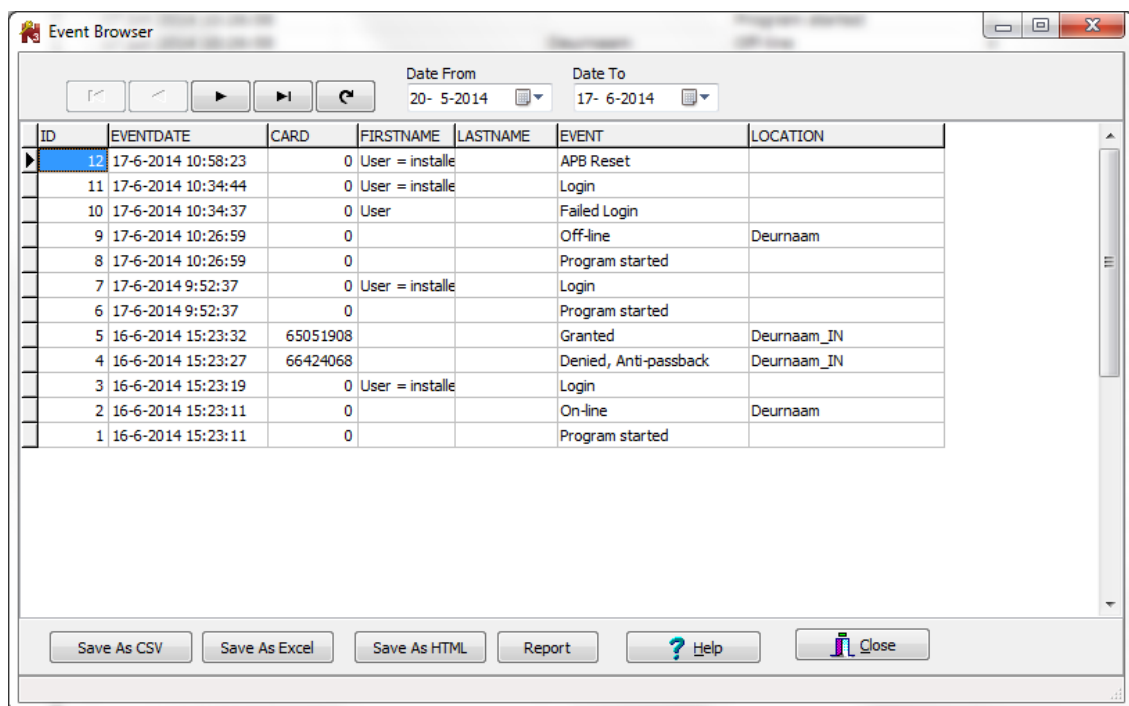 Program started
Event Browser
Deurnaam
Date From Date To
20- 5-2014 17- 6-2014
ID EVENTDATE CARD FIRSTNAME LASTNAME EVENT LOCATION
12 17-6-2014 10:58:23 0 User = installe APB Reset
11 17-6-2014 10:34:44 0 User = installe Login
10 17-6-2014 10:34:37 0 User Failed Login
9 17-6-2014 10:26:59 0 Off-line Deurnaam
8 17-6-2014 10:26:59 0 Program started
7 17-6-2014 9:52:37 0 User = installe Login
6 17-6-2014 9:52:37 0 Program started
5 16-6-2014 15:23:32 65051908 Granted Deurnaam_IN
4 16-6-2014 15:23:27 66424068 Denied, Anti-passback Deurnaam_IN
3 16-6-2014 15:23:19 0 User = installe Login
2 16-6-2014 15:23:11 0 On-line Deurnaam
1 16-6-2014 15:23:11 0 Program started
Save As CSV Save As Excel Save As HTML Report ? Help Close